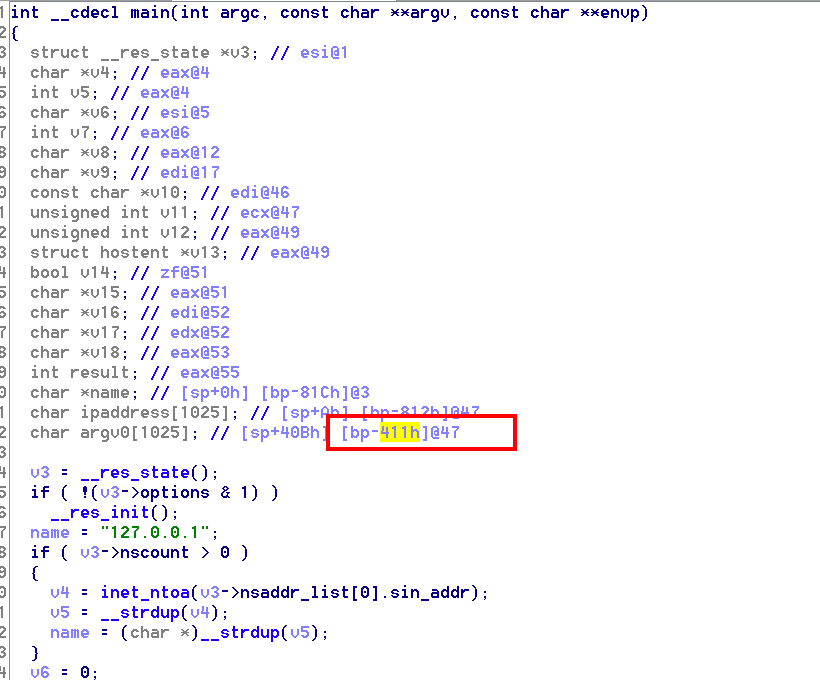 1 int __cdecl main(int argc, const char **argv, const char **envp)
2 {
3 struct __res_state *v3; // esi@1
4 char *v4; // eax@4
5 int v5; // eax@4
6 char *v6; // esi@5
7 int v7; // eax@6
8 char *v8; // eax@12
9 char *v9; // edi@17
0 const char *v10; // edi@46
1 unsigned int v11; // ecx@47
2 unsigned int v12; // eax@49
3 struct hostent *v13; // eax@49
4 bool v14; // zf@51
5 char *v15; // eax@51
6 char *v16; // edi@52
7 char *v17; // edx@52
8 char *v18; // eax@53
9 int result; // eax@55
0 char *name; // [sp+0h] [bp-81Ch]@3
1 char ipaddress[1025]; // [sp+Ah] [bp-812h]@47
2 char argv0[1025]; // [sp+40Bh] [bp-411h]@47
3
4 v3 = __res_state();
5 if ( !(v3->options & 1) )
6 __res_init();
7 name = "127.0.0.1";
8 if ( v3->nscount > 0 )
9 {
0 v4 = inet_ntoa(v3->nsaddr_list[0].sin_addr);
1 v5 = __strdup(v4);
2 name = (char *)__strdup(v5);
3 }
4 v6 = 0;